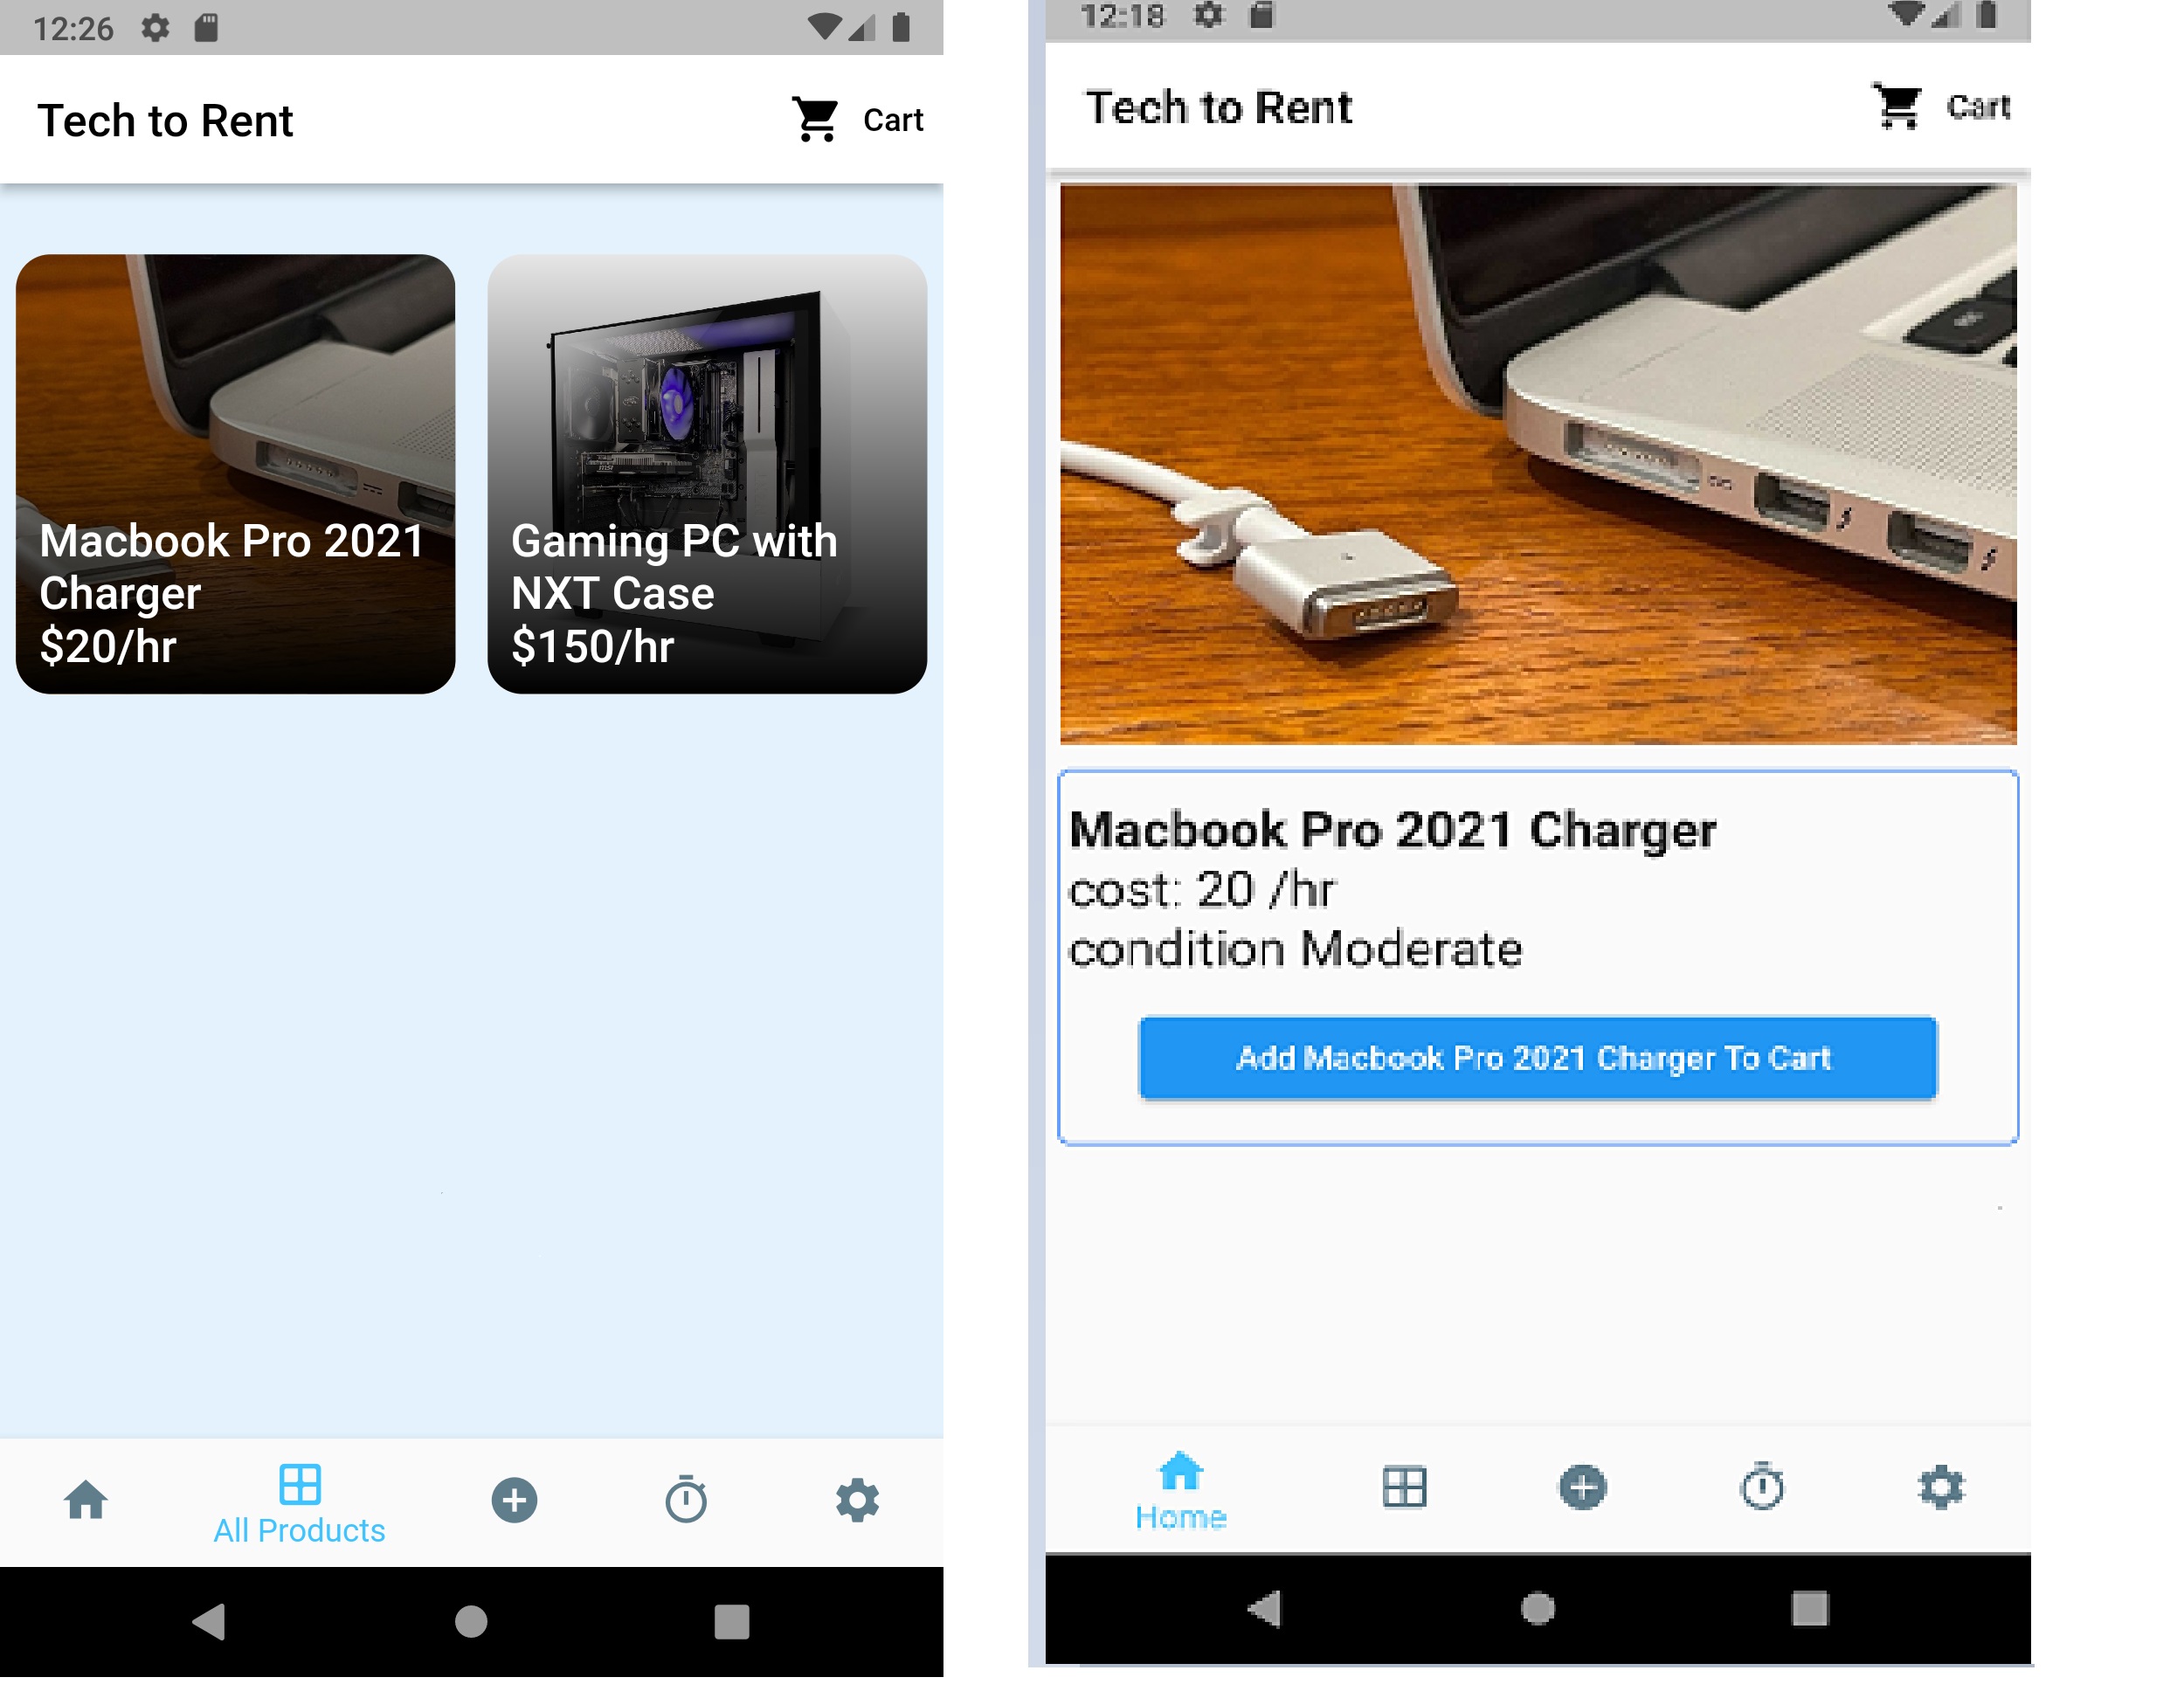 12:26
Tech to Rent
Cart
Macbook Pro 2021
Charger
$20/hr
Gaming PC with
NXT Case
$150/hr
All Products
12:18
Tech to Rent
Cart
Macbook Pro 2021 Charger
cost: 20 /hr
condition Moderate
Add Macbook Pro 2021 Charger To Cart
Home